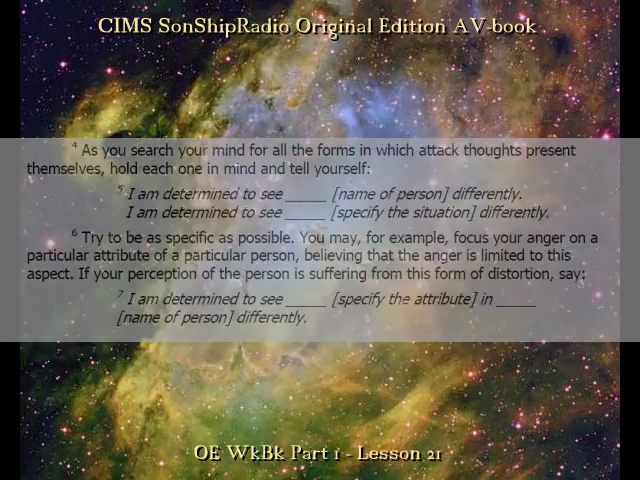 CIMS SonShipRadio Original Edition AV-book
4 As you search your mind for all the forms in which attack thoughts present
themselves, hold each one in mind and tell yourself:
5 I am determined to see _____ [name of person] differently.
I am determined to see _____ [specify the situation] differently.
6 Try to be as specific as possible. You may, for example, focus your anger on a
particular attribute of a particular person, believing that the anger is limited to this
aspect. If your perception of the person is suffering from this form of distortion, say:
7 I am determined to see _____ [specify the attribute] in _____
[name of person] differently.
OE WkBk Part 1 - Lesson 21